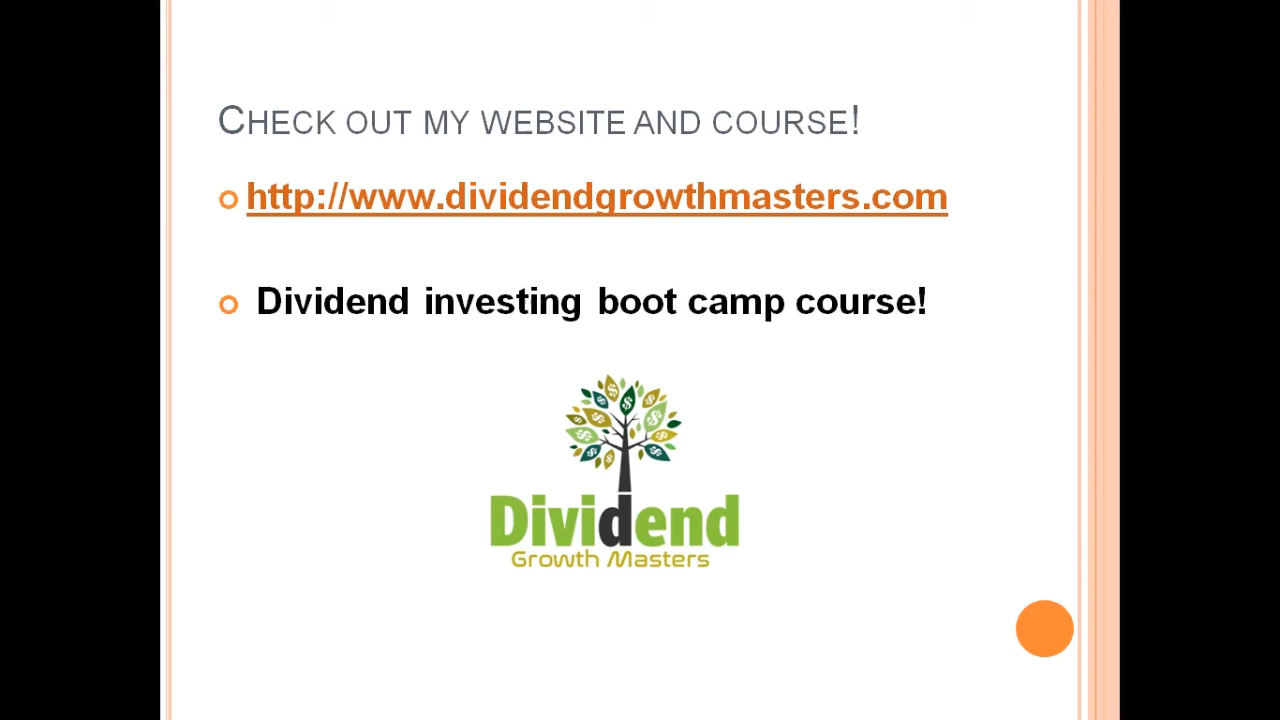 CHECK OUT MY WEBSITE AND COURSE!
http://www.dividendgrowthmasters.com
Dividend investing boot camp course!
Dividend
Growth Masters